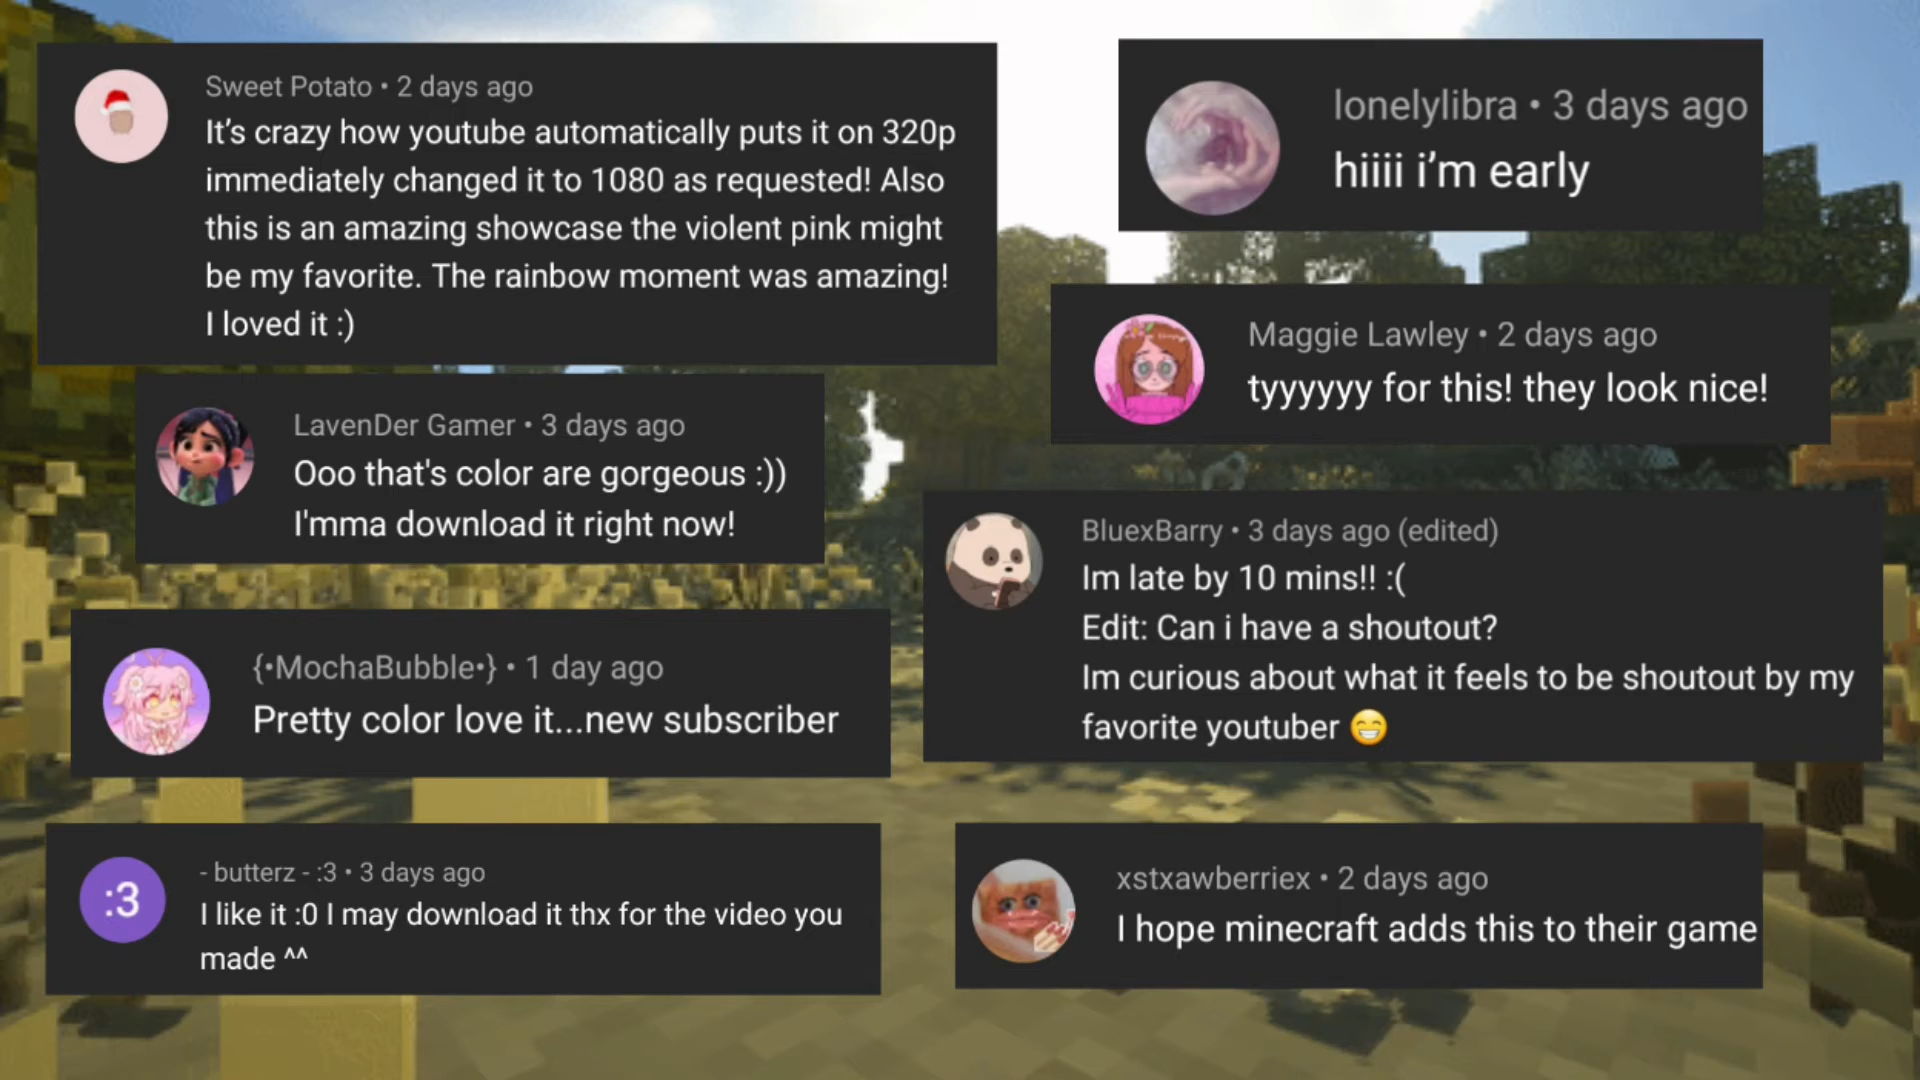 Sweet Potato • 2 days ago
It’s crazy how youtube automatically puts it on 320p
immediately changed it to 1080 as requested! Also
this is an amazing showcase the violent pink might
be my favorite. The rainbow moment was amazing!
I loved it :)
lonelylibra • 3 days ago
hiiii i’m early
Maggie Lawley • 2 days ago
tyyyyyy for this! they look nice!
LavenDer Gamer • 3 days ago
Ooo that's color are gorgeous :))
I'mma download it right now!
BluexBarry • 3 days ago (edited)
Im late by 10 mins!! :(
Edit: Can i have a shoutout?
Im curious about what it feels to be shoutout by my
favorite youtuber 😁
{•MochaBubble•} • 1 day ago
Pretty color love it...new subscriber
:3
- butterz - :3 • 3 days ago
I like it :0 I may download it thx for the video you
made ^^
xstxawberriex • 2 days ago
I hope minecraft adds this to their game